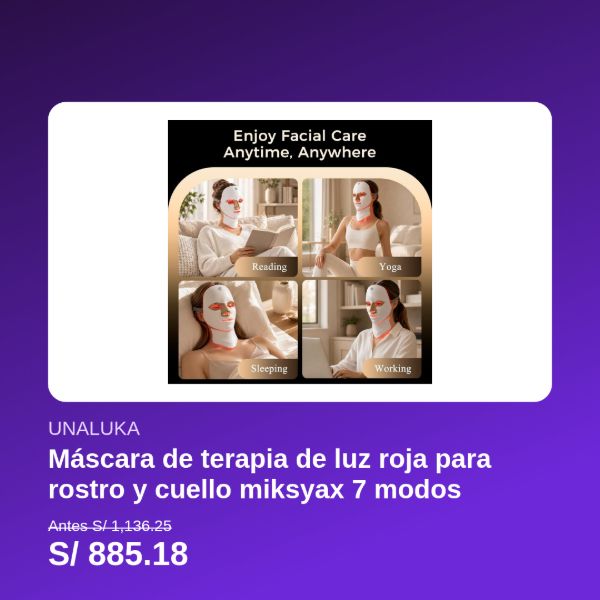 Enjoy Facial Care
Anytime, Anywhere
Reading
Yoga
Sleeping
Working
UNALUKA
Máscara de terapia de luz roja para
rostro y cuello miksyax 7 modos
Antes S/ 1,136.25
S/ 885.18